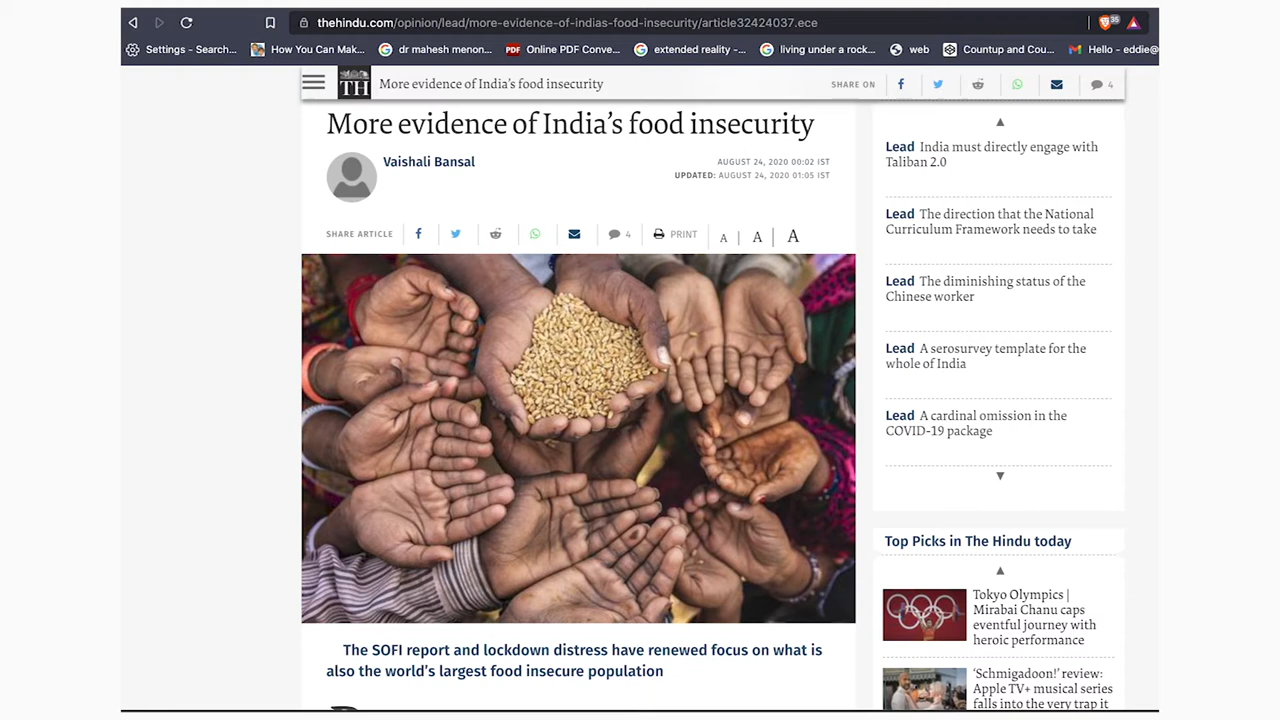 thehindu.com/opinion/lead/more-evidence-of-indias-food-insecurity/article32424037.ece
35
Settings - Search...
How You Can Mak...
dr mahesh menon...
PDF
Online PDF Conve...
extended reality -...
living under a rock...
web
Countup and Cou...
Hello - eddie@
TH
More evidence of India's food insecurity
SHARE ON
4
More evidence of India's food insecurity
Vaishali Bansal
AUGUST 24, 2020 00:02 IST
UPDATED: AUGUST 24, 2020 01:05 IST
SHARE ARTICLE
4
PRINT
A | A | A
The SOFI report and lockdown distress have renewed focus on what is
also the world's largest food insecure population
Lead India must directly engage with
Taliban 2.0
Lead The direction that the National
Curriculum Framework needs to take
Lead The diminishing status of the
Chinese worker
Lead A serosurvey template for the
whole of India
Lead A cardinal omission in the
COVID-19 package
Top Picks in The Hindu today
Tokyo Olympics |
Mirabai Chanu caps
eventful journey with
heroic performance
'Schmigadoon!' review:
Apple TV+ musical series
falls into the very trap it